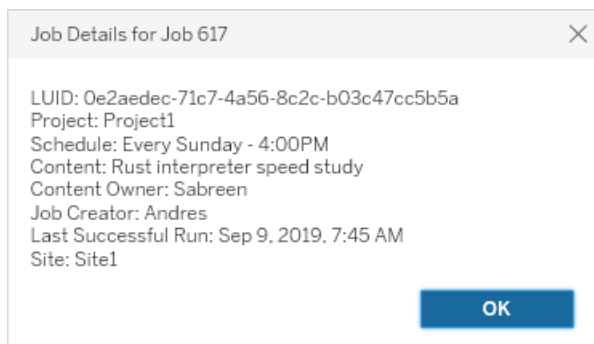 Job Details for Job 617
LUID: 0e2aedec-71c7-4a56-8c2c-b03c47cc5b5a
Project: Project1
Schedule: Every Sunday - 4:00PM
Content: Rust interpreter speed study
Content Owner: Sabreen
Job Creator: Andres
Last Successful Run: Sep 9, 2019, 7:45 AM
Site: Site1
OK